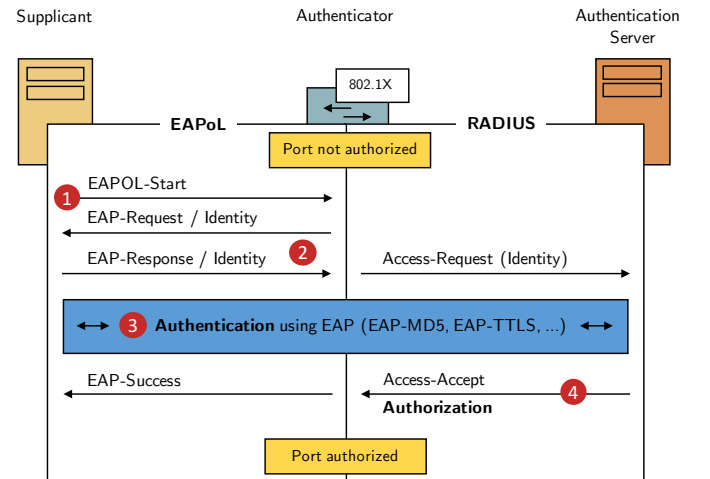 Supplicant
Authenticator
Authentication
Server
802.1X
EAPoL
RADIUS
Port not authorized
1
EAPOL-Start
EAP-Request / Identity
2
EAP-Response / Identity
Access-Request (Identity)
3 Authentication using EAP (EAP-MD5, EAP-TTLS, ...)
EAP-Success
Access-Accept
4
Authorization
Port authorized